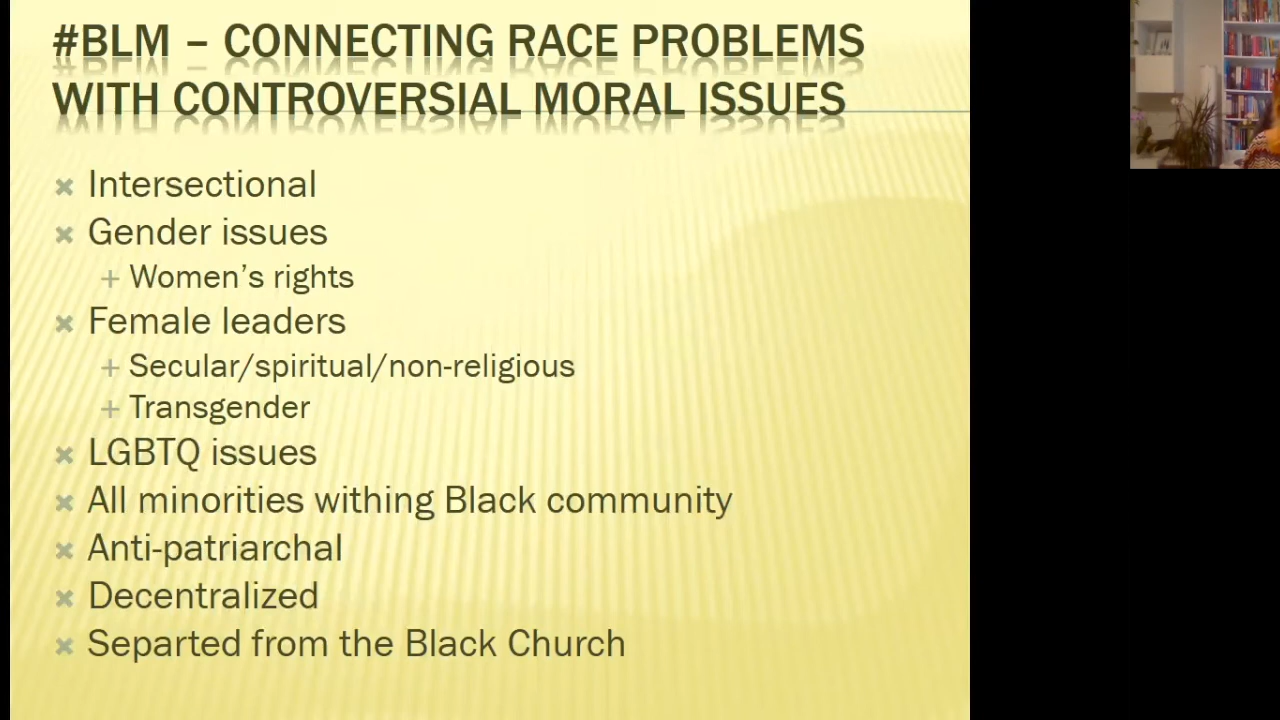 #BLM – CONNECTING RACE PROBLEMS
WITH CONTROVERSIAL MORAL ISSUES
Intersectional
Gender issues
Women's rights
Female leaders
Secular/spiritual/non-religious
Transgender
LGBTQ issues
All minorities withing Black community
Anti-patriarchal
Decentralized
Separted from the Black Church